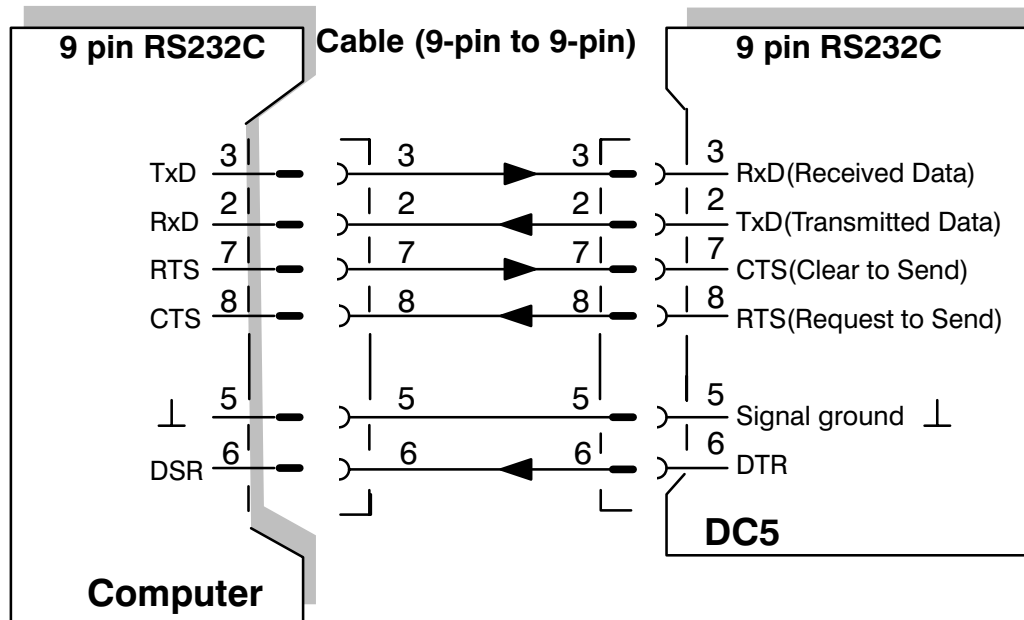 9 pin RS232C Cable (9-pin to 9-pin) 9 pin RS232C
TxD 3 3 3 3 RxD(Received Data)
RxD 2 2 2 2 TxD(Transmitted Data)
RTS 7 7 7 7 CTS(Clear to Send)
CTS 8 8 8 8 RTS(Request to Send)
⊥ 5 5 5 5 Signal ground ⊥
DSR 6 6 6 6 DTR
DC5
Computer